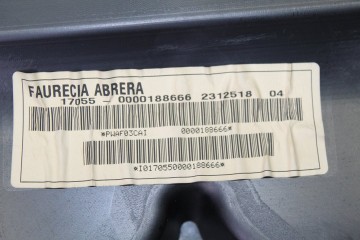 FAURECIA ABRERA
17055 - 0000188666 2312518 04
*PWAF03CAI 0000188666*
*I0170550000188666*